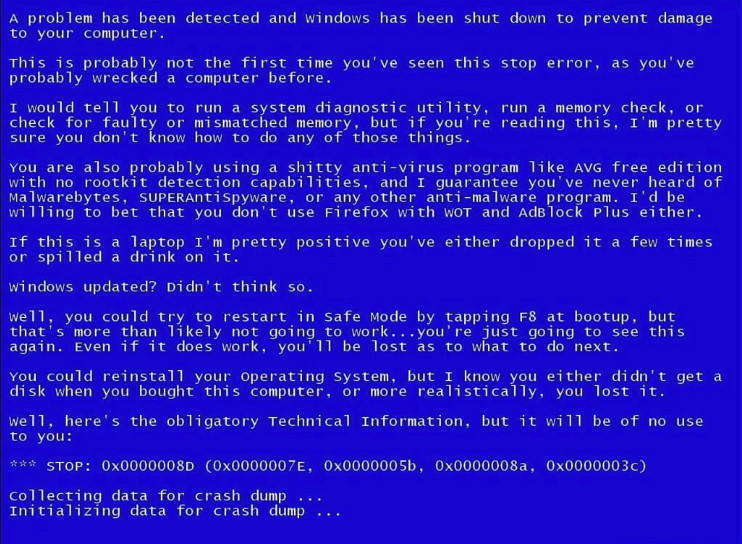 A problem has been detected and Windows has been shut down to prevent damage
to your computer.
This is probably not the first time you've seen this stop error, as you've
probably wrecked a computer before.
I would tell you to run a system diagnostic utility, run a memory check, or
check for faulty or mismatched memory, but if you're reading this, I'm pretty
sure you don't know how to do any of those things.
You are also probably using a shitty anti-virus program like AVG free edition
with no rootkit detection capabilities, and I guarantee you've never heard of
Malwarebytes, SUPERAntiSpyware, or any other anti-malware program. I'd be
willing to bet that you don't use Firefox with WOT and AdBlock Plus either.
If this is a laptop I'm pretty positive you've either dropped it a few times
or spilled a drink on it.
Windows updated? Didn't think so.
Well, you could try to restart in Safe Mode by tapping F8 at bootup, but
that's more than likely not going to work...you're just going to see this
again. Even if it does work, you'll be lost as to what to do next.
You could reinstall your Operating System, but I know you either didn't get a
disk when you bought this computer, or more realistically, you lost it.
Well, here's the obligatory Technical Information, but it will be of no use
to you:
*** STOP: 0x0000008D (0x0000007E, 0x0000005b, 0x0000008a, 0x0000003c)
Collecting data for crash dump ...
Initializing data for crash dump ...